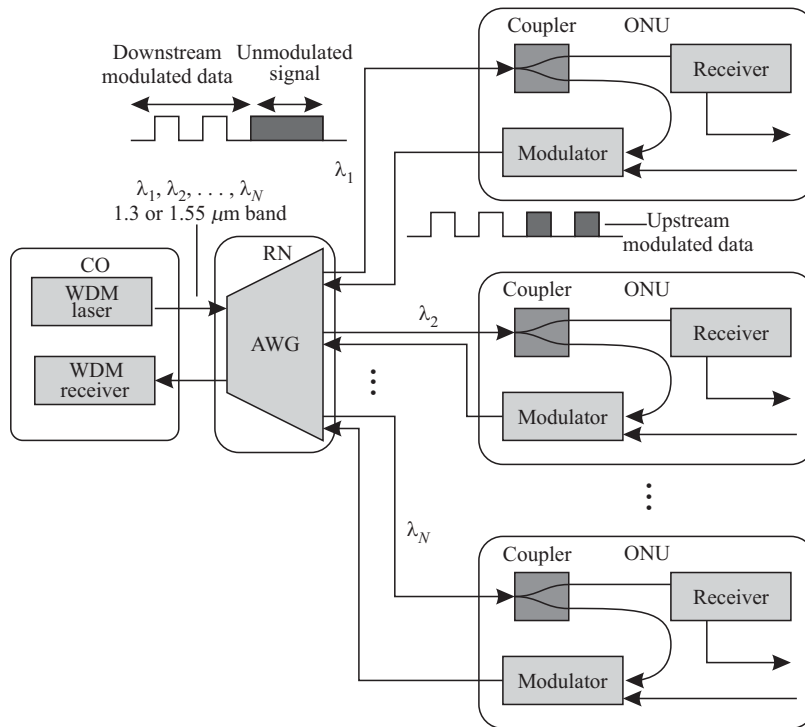 Downstream
modulated data
Unmodulated
signal
λ1, λ2, . . . , λN
1.3 or 1.55 μm band
CO
WDM
laser
WDM
receiver
RN
AWG
λ1
Coupler
ONU
Receiver
Modulator
Upstream
modulated data
λ2
Coupler
ONU
Receiver
Modulator
λN
Coupler
ONU
Receiver
Modulator